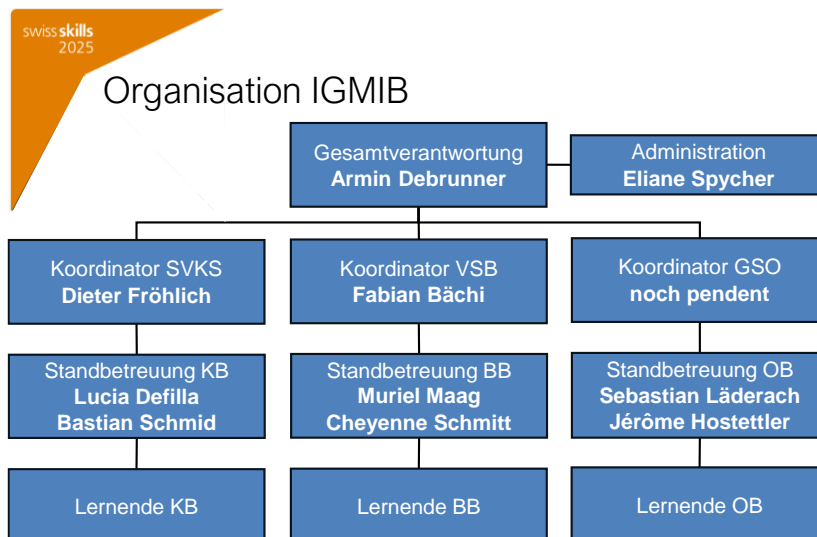 swiss skills
2025
Organisation IGMIB
Gesamtverantwortung
Armin Debrunner
Administration
Eliane Spycher
Koordinator SVKS
Dieter Fröhlich
Koordinator VSB
Fabian Bächi
Koordinator GSO
noch pendent
Standbetreuung KB
Lucia Defilla
Bastian Schmid
Standbetreuung BB
Muriel Maag
Cheyenne Schmitt
Standbetreuung OB
Sebastian Läderach
Jérôme Hostettler
Lernende KB
Lernende BB
Lernende OB